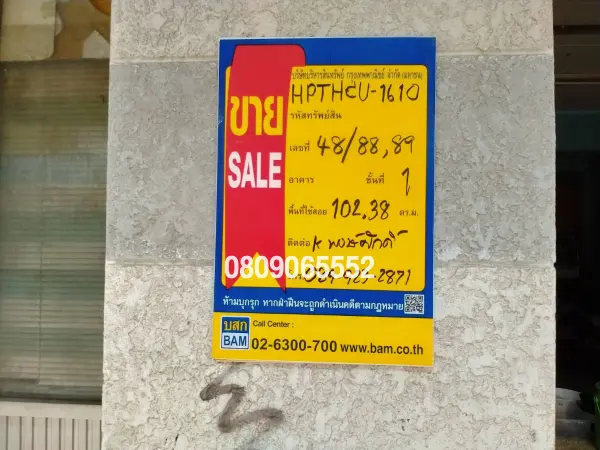 บริษัทบริหารสินทรัพย์ กรุงเทพพาณิชย์ จำกัด (มหาชน)
ขาย
SALE
รหัสทรัพย์สิน
เลขที่ 48/88,89
อาคาร ชั้นที่ 1
พื้นที่ใช้สอย 102.38 ตร.ม.
ติดต่อ K พงษ์ศักดิ์
0809065552
ห้ามบุกรุก หากฝ่าฝืนจะถูกดำเนินคดีตามกฎหมาย
บสก
BAM
Call Center :
02-6300-700 www.bam.co.th